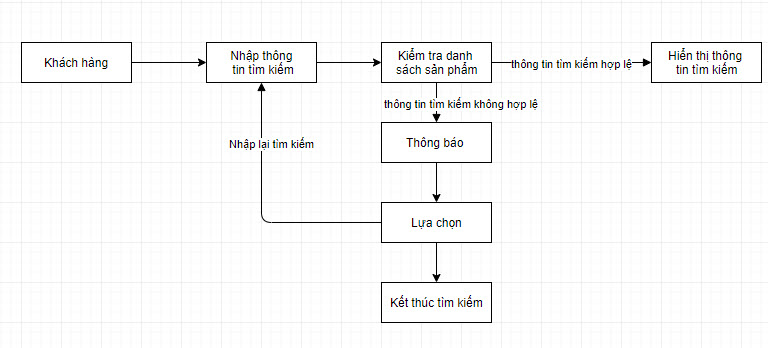 Khách hàng
Nhập thông
tin tìm kiếm
Kiểm tra danh
sách sản phẩm
thông tin tìm kiếm hợp lệ
Hiển thị thông
tin tìm kiếm
thông tin tìm kiếm không hợp lệ
Nhập lại tìm kiếm
Thông báo
Lựa chọn
Kết thúc tìm kiếm